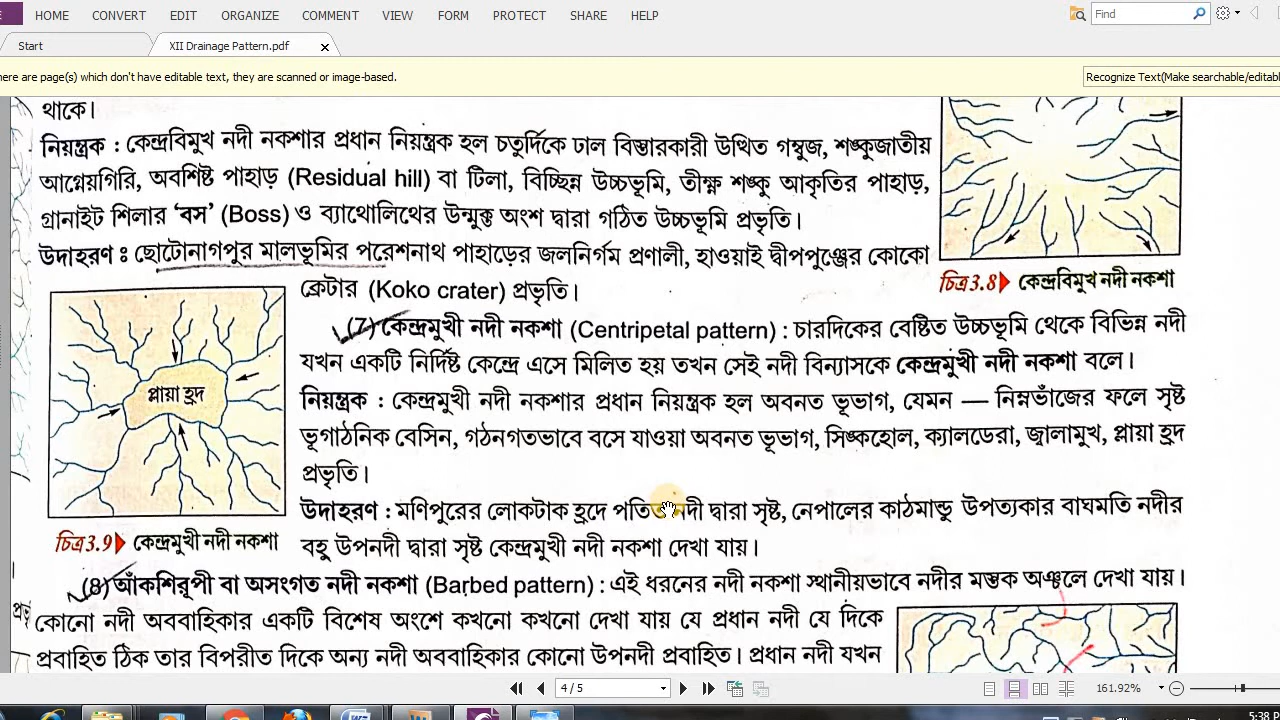 HOME CONVERT EDIT ORGANIZE COMMENT VIEW FORM PROTECT SHARE HELP
Find
Start
XII Drainage Pattern.pdf
here are page(s) which don't have editable text, they are scanned or image-based.
Recognize Text(Make searchable/editable
থাকে।
নিয়ন্ত্রক : কেন্দ্রবিমুখ নদী নকশার প্রধান নিয়ন্ত্রক হল চতুর্দিকে ঢাল বিস্তারকারী উত্থিত গম্বুজ, শঙ্কুজাতীয়
আগ্নেয়গিরি, অবশিষ্ট পাহাড় (Residual hill) বা টিলা, বিচ্ছিন্ন উচ্চভূমি, তীক্ষ্ণ শঙ্কু আকৃতির পাহাড়,
গ্রানাইট শিলার ‘বস’ (Boss) ও ব্যাথোলিথের উন্মুক্ত অংশ দ্বারা গঠিত উচ্চভূমি প্রভৃতি।
উদাহরণ : ছোটোনাগপুর মালভূমির পরেশনাথ পাহাড়ের জলনির্গম প্রণালী, হাওয়াই দ্বীপপুঞ্জের কোকো
ক্রেটার (Koko crater) প্রভৃতি।
চিত্র 3.8 কেন্দ্রবিমুখ নদী নকশা
(7) কেন্দ্রমুখী নদী নকশা (Centripetal pattern) : চারদিকের বেষ্টিত উচ্চভূমি থেকে বিভিন্ন নদী
যখন একটি নির্দিষ্ট কেন্দ্রে এসে মিলিত হয় তখন সেই নদী বিন্যাসকে কেন্দ্রমুখী নদী নকশা বলে।
নিয়ন্ত্রক : কেন্দ্রমুখী নদী নকশার প্রধান নিয়ন্ত্রক হল অবনত ভূভাগ, যেমন — নিম্নভাঁজের ফলে সৃষ্ট
ভূগাঠনিক বেসিন, গঠনগতভাবে বসে যাওয়া অবনত ভূভাগ, সিঙ্কহোল, ক্যালডেরা, জ্বালামুখ, প্লায়া হ্রদ
প্রভৃতি।
প্লায়া হ্রদ
উদাহরণ : মণিপুরের লোকটাক হ্রদে পতিত নদী দ্বারা সৃষ্ট, নেপালের কাঠমান্ডু উপত্যকার বাঘমতি নদীর
বহু উপনদী দ্বারা সৃষ্ট কেন্দ্রমুখী নদী নকশা দেখা যায়।
চিত্র 3.9 কেন্দ্রমুখী নদী নকশা
(8) আঁকশিরূপী বা অসংগত নদী নকশা (Barbed pattern) : এই ধরনের নদী নকশা স্থানীয়ভাবে নদীর মস্তক অঞ্চলে দেখা যায়।
কোনো নদী অববাহিকার একটি বিশেষ অংশে কখনো কখনো দেখা যায় যে প্রধান নদী যে দিকে
প্রবাহিত ঠিক তার বিপরীত দিকে অন্য নদী অববাহিকার কোনো উপনদী প্রবাহিত। প্রধান নদী যখন
4 / 5
161.92%
5:38 P